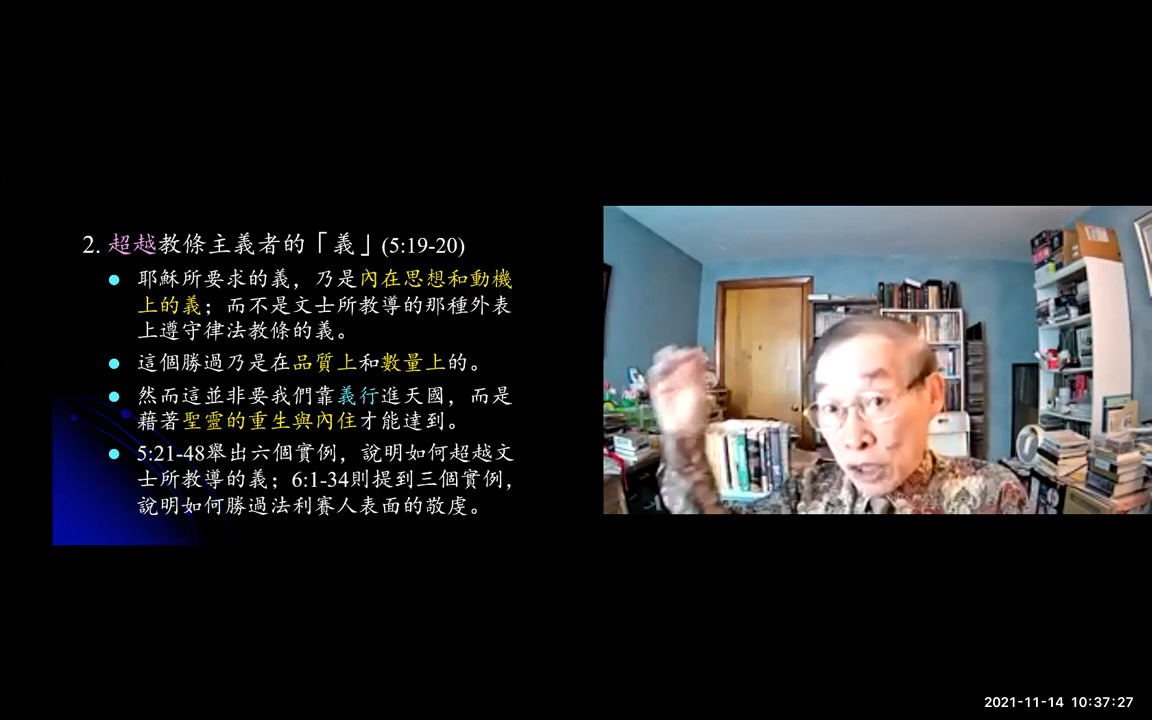 2. 超越教條主義者的「義」(5:19-20)
耶穌所要求的義，乃是內在思想和動機
上的義；而不是文士所教導的那種外表
上遵守律法教條的義。
這個勝過乃是在品質上和數量上的。
然而這並非要我們靠義行進天國，而是
藉著聖靈的重生與內住才能達到。
5:21-48舉出六個實例，說明如何超越文
士所教導的義；6:1-34則提到三個實例，
說明如何勝過法利賽人表面的敬虔。
2021-11-14 10:37:27